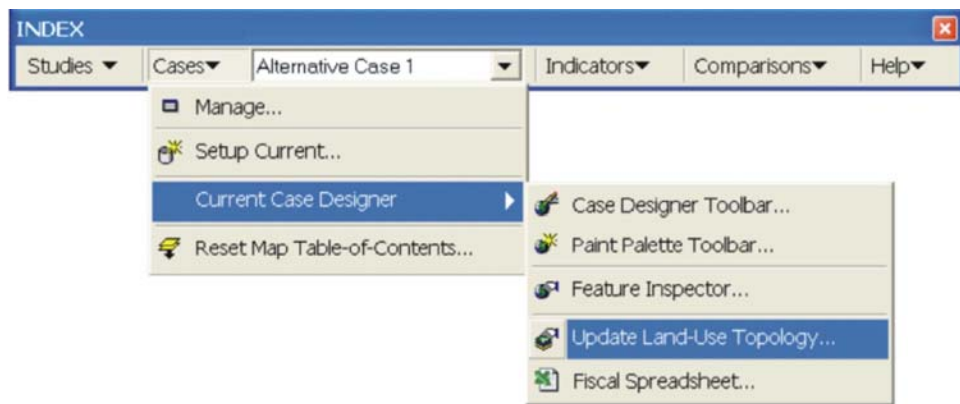 INDEX
Studies Cases Alternative Case 1 Indicators Comparisons Help
Manage...
Setup Current...
Current Case Designer
Case Designer Toolbar...
Reset Map Table-of-Contents...
Paint Palette Toolbar...
Feature Inspector...
Update Land-Use Topology...
Fiscal Spreadsheet...